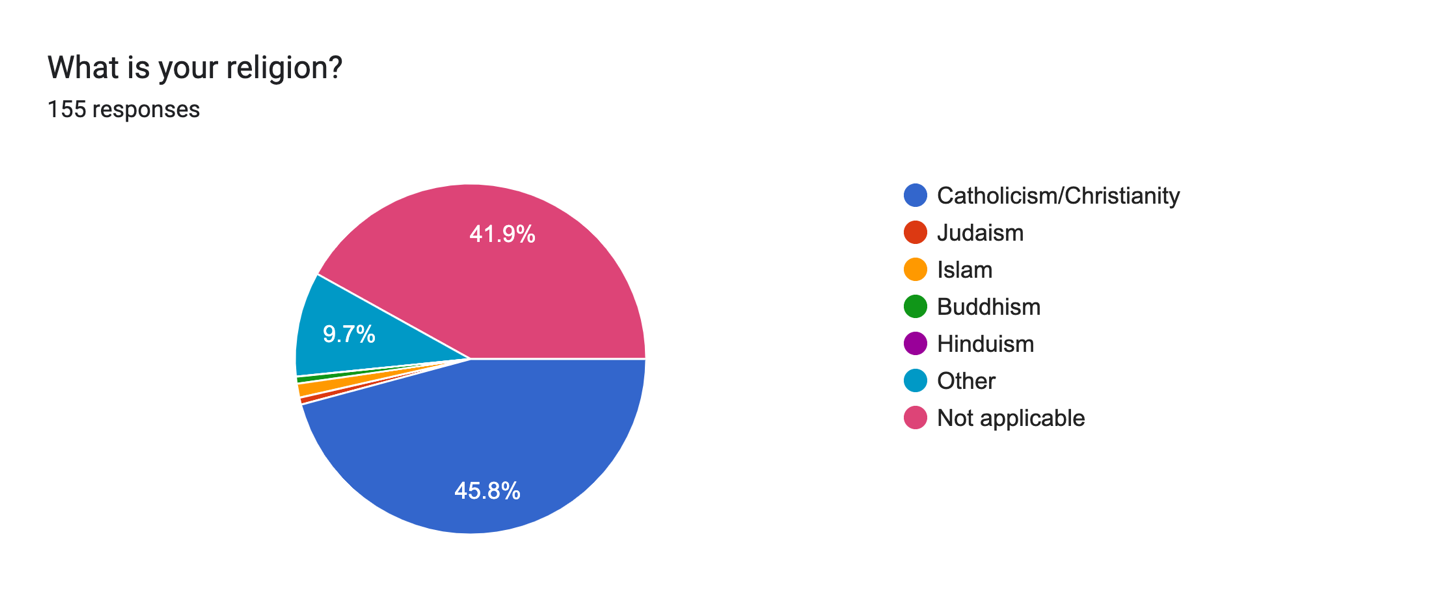 What is your religion?
155 responses
41.9%
9.7%
45.8%
Catholicism/Christianity
Judaism
Islam
Buddhism
Hinduism
Other
Not applicable